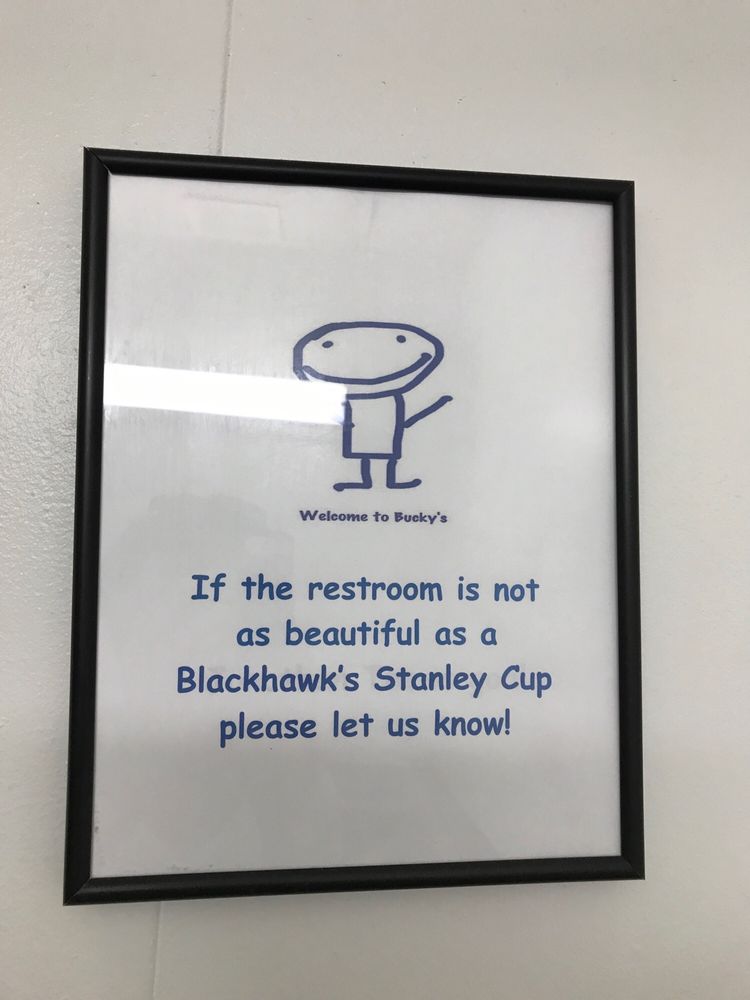 Welcome to Bucky's
If the restroom is not
as beautiful as a
Blackhawk's Stanley Cup
please let us know!